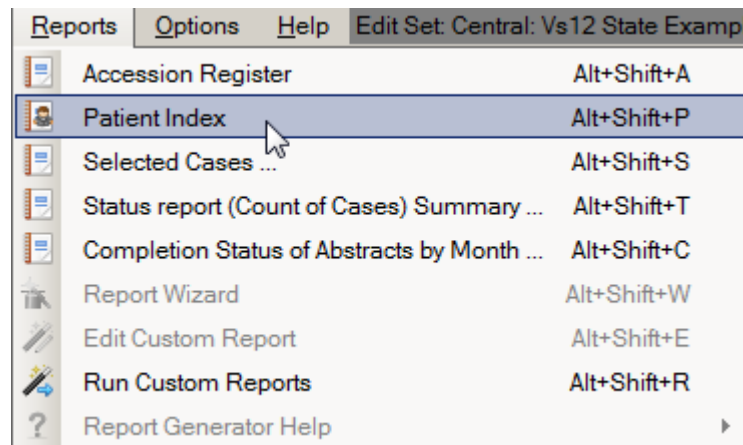 Reports Options Help Edit Set: Central: Vs12 State Examp
Accession Register Alt+Shift+A
Patient Index Alt+Shift+P
Selected Cases ... Alt+Shift+S
Status report (Count of Cases) Summary ... Alt+Shift+T
Completion Status of Abstracts by Month ... Alt+Shift+C
Report Wizard Alt+Shift+W
Edit Custom Report Alt+Shift+E
Run Custom Reports Alt+Shift+R
Report Generator Help